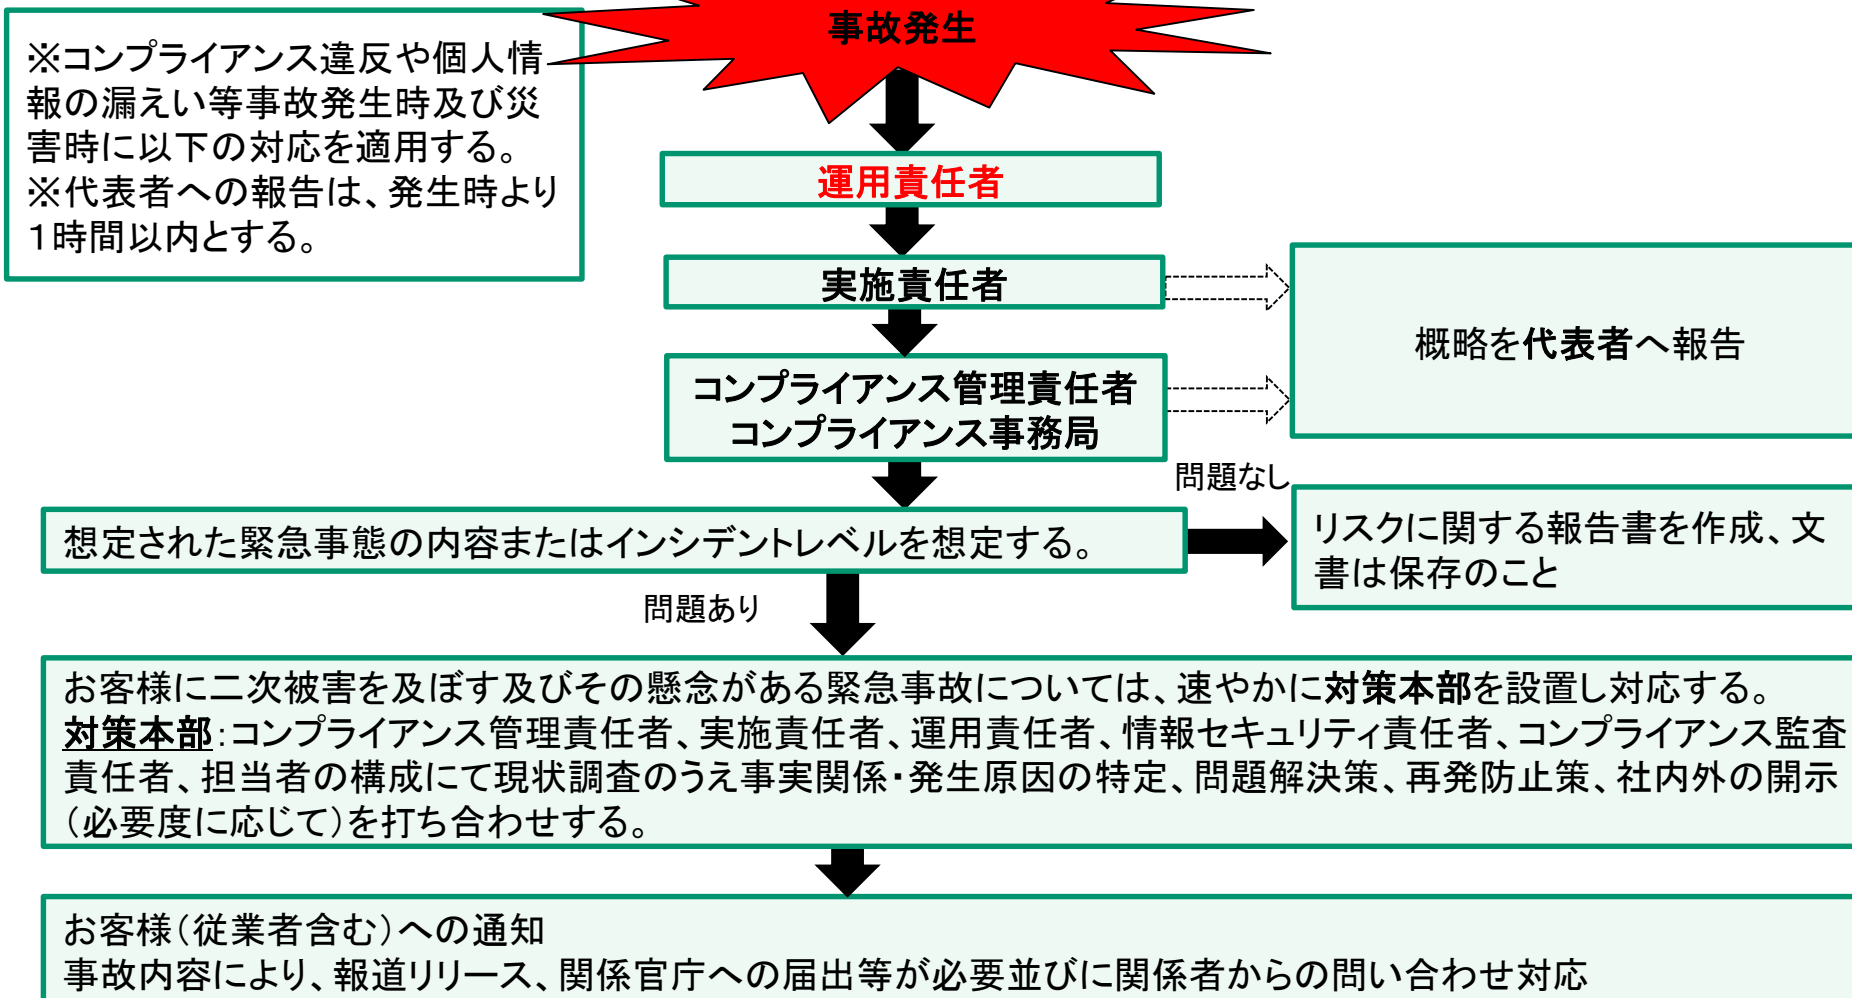 事故発生
※コンプライアンス違反や個人情
報の漏えい等事故発生時及び災
害時に以下の対応を適用する。
※代表者への報告は、発生時より
１時間以内とする。
運用責任者
実施責任者
概略を代表者へ報告
コンプライアンス管理責任者
コンプライアンス事務局
問題なし
想定された緊急事態の内容またはインシデントレベルを想定する。
リスクに関する報告書を作成、文
書は保存のこと
問題あり
お客様に二次被害を及ぼす及びその懸念がある緊急事故については、速やかに対策本部を設置し対応する。
対策本部：コンプライアンス管理責任者、実施責任者、運用責任者、情報セキュリティ責任者、コンプライアンス監査
責任者、担当者の構成にて現状調査のうえ事実関係・発生原因の特定、問題解決策、再発防止策、社内外の開示
（必要度に応じて）を打ち合わせする。
お客様（従業者含む）への通知
事故内容により、報道リリース、関係官庁への届出等が必要並びに関係者からの問い合わせ対応